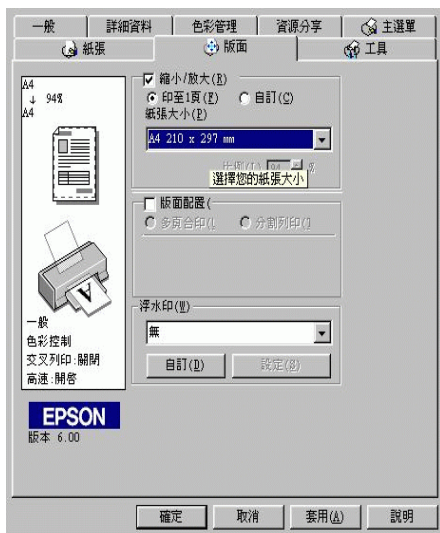 一般 詳細資料 色彩管理 資源分享 主選單
紙張 版面 工具
A4
↓ 94%
A4
縮小/放大(R)
印至1頁(F) 自訂(C)
紙張大小(P)
A4 210 x 297 mm
比例(T) 94 %
選擇您的紙張大小
版面配置(
多頁合印( 分割列印(
浮水印(W)
無
自訂(D) 設定(S)
一般
色彩控制
交叉列印:關閉
高速:開啓
EPSON
版本 6.00
確定 取消 套用(A) 說明